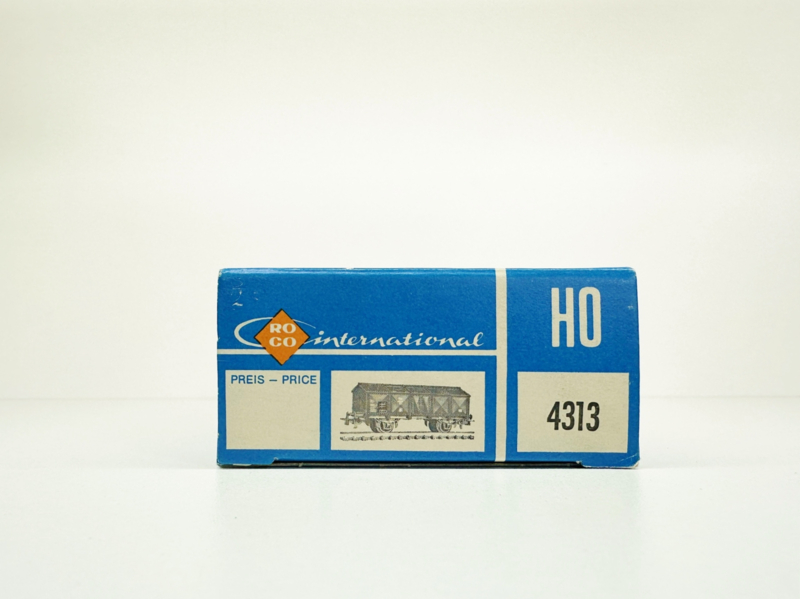 RO
CO
international
HO
PREIS – PRICE
4313